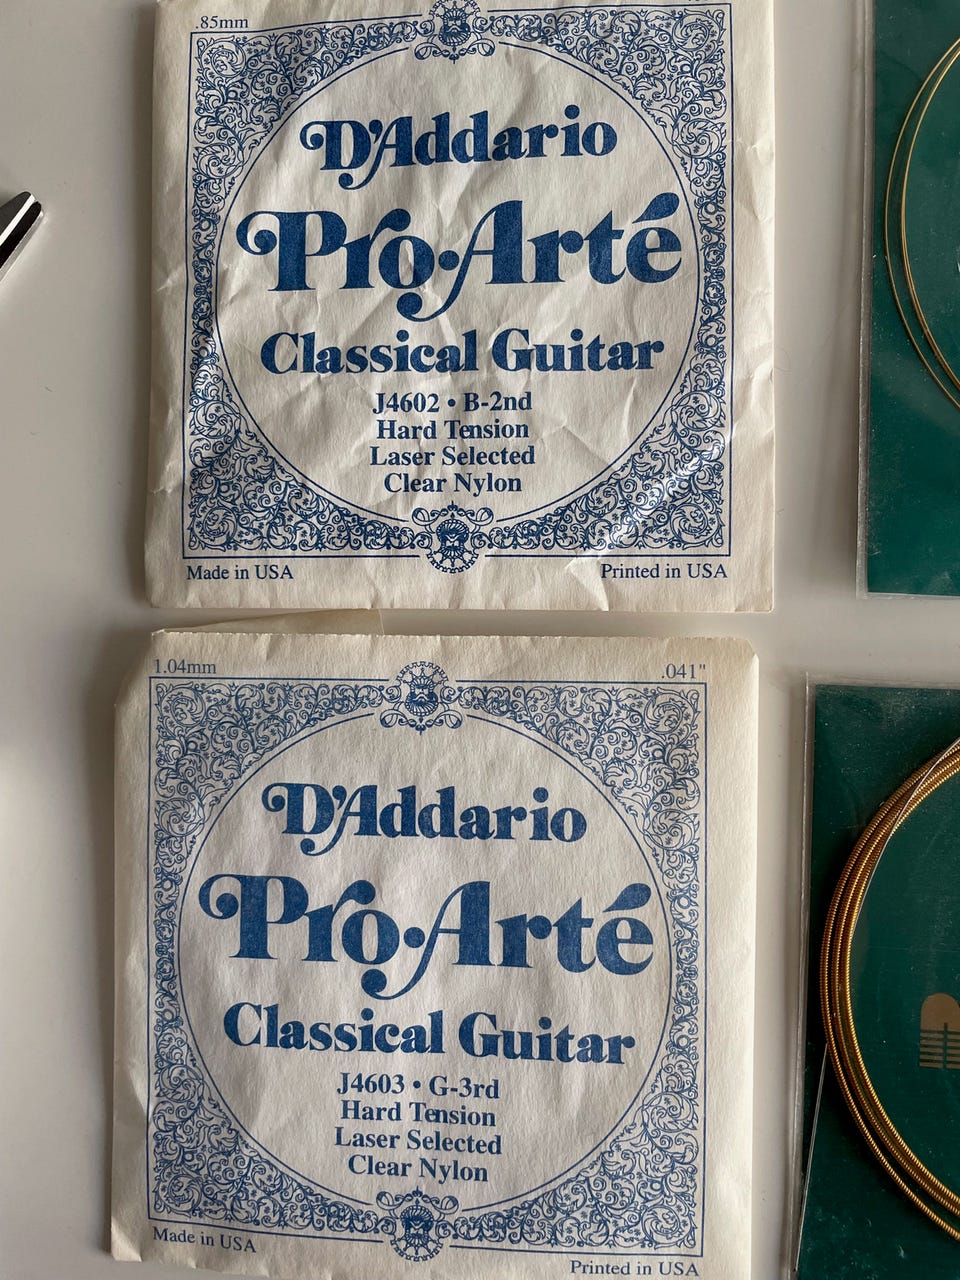 .85mm
D'Addario
Pro·Arté
Classical Guitar
J4602 • B-2nd
Hard Tension
Laser Selected
Clear Nylon
Made in USA
Printed in USA
1.04mm
.041"
D'Addario
Pro·Arté
Classical Guitar
J4603 • G-3rd
Hard Tension
Laser Selected
Clear Nylon
Made in USA
Printed in USA